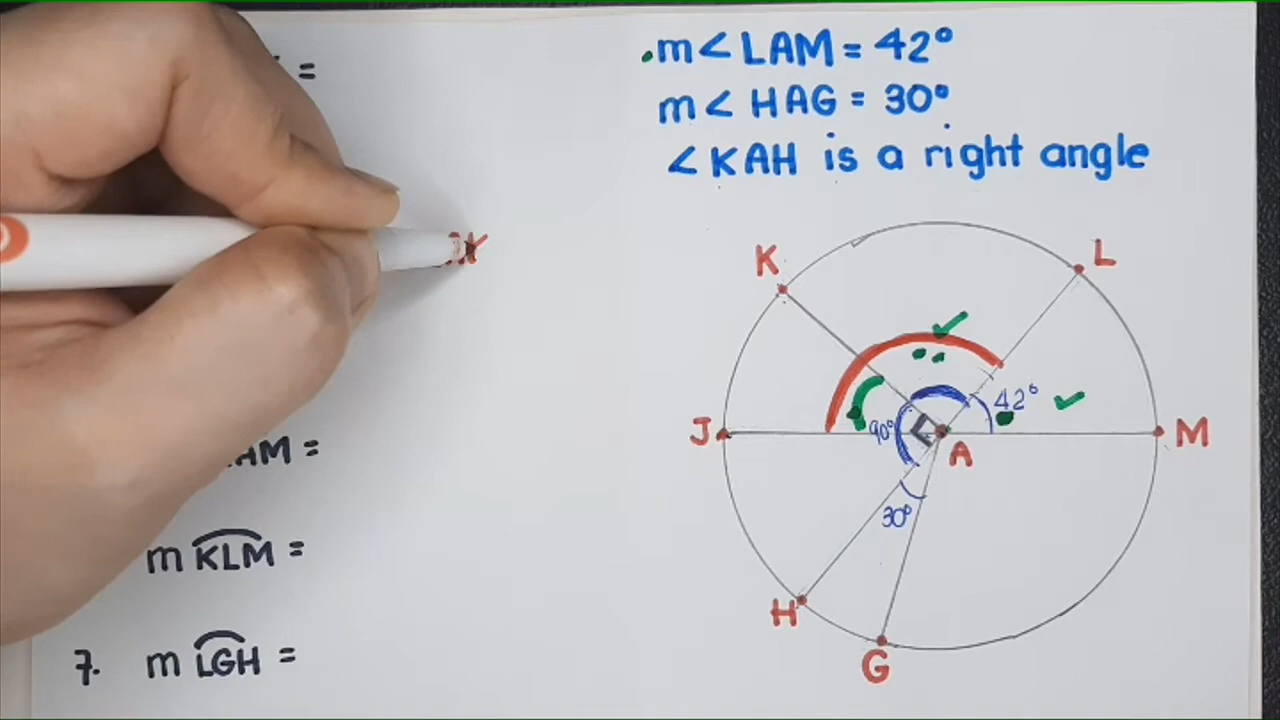 m∠LAM = 42°
m∠HAG = 30°
∠KAH is a right angle
=
K
L
42°
J
90°
A
M
30°
AM =
m KLM =
H
7. m LGH =
G